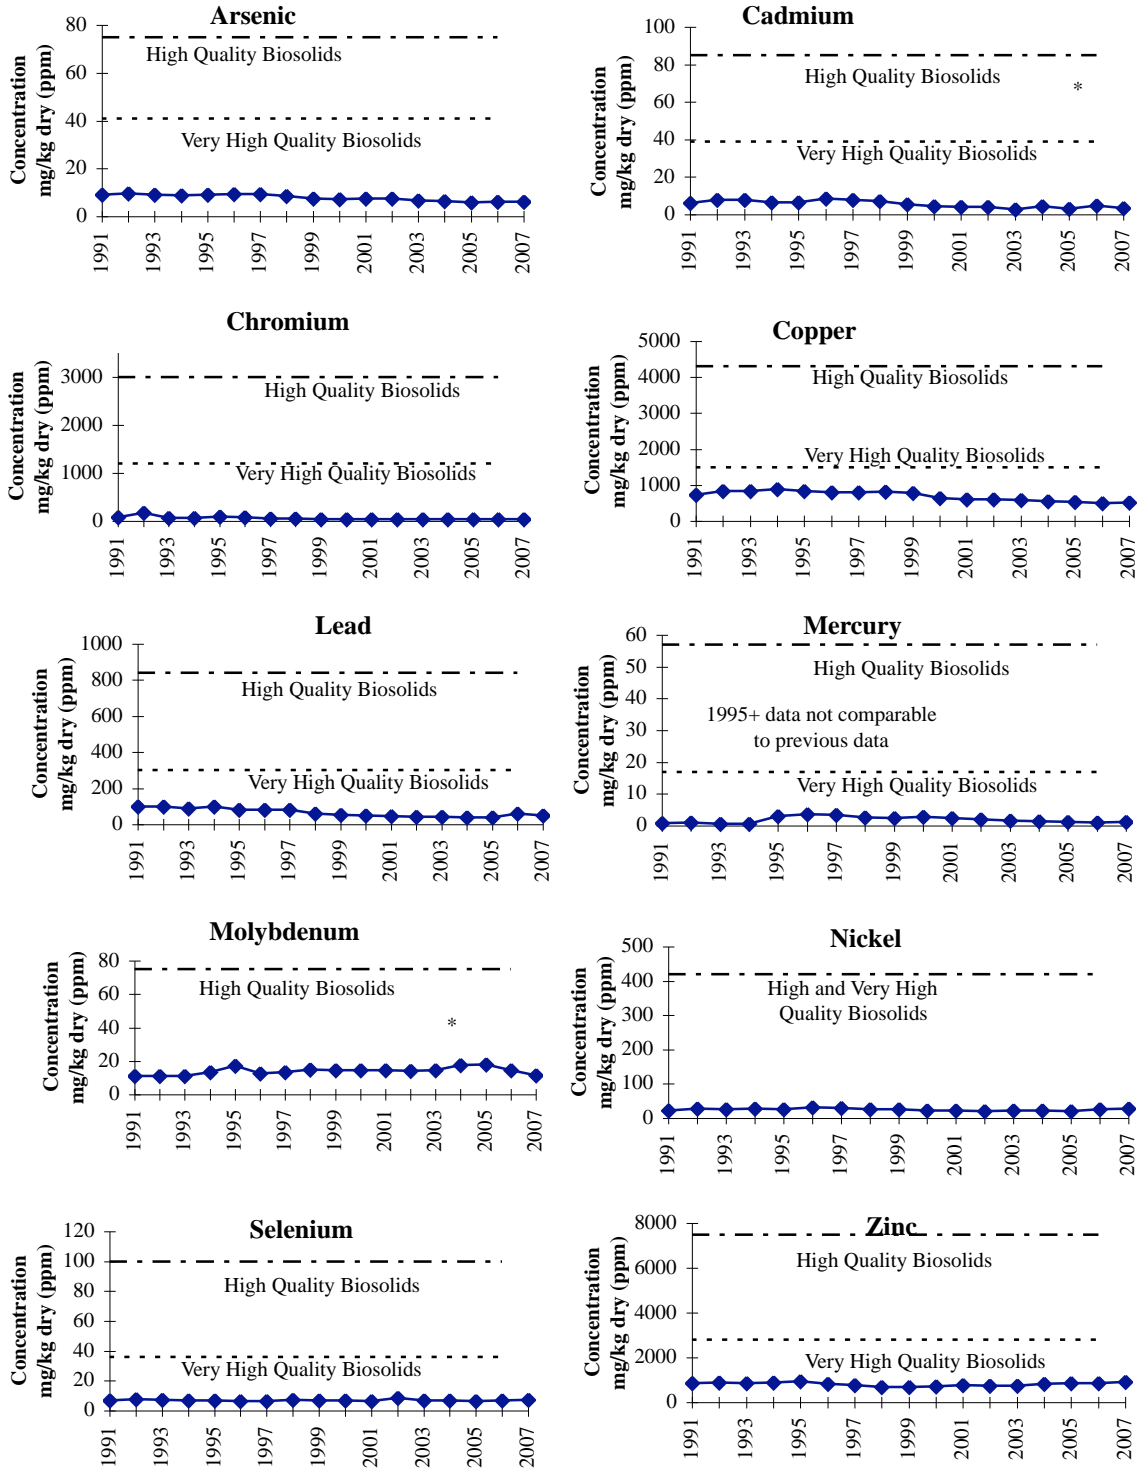 Arsenic
Concentration
mg/kg dry (ppm)
80
60
40
20
0
High Quality Biosolids
Very High Quality Biosolids
1991
1993
1995
1997
1999
2001
2003
2005
2007
Cadmium
Concentration
mg/kg dry (ppm)
100
80
60
40
20
0
High Quality Biosolids
*
Very High Quality Biosolids
1991
1993
1995
1997
1999
2001
2003
2005
2007
Chromium
Concentration
mg/kg dry (ppm)
3000
2000
1000
0
High Quality Biosolids
Very High Quality Biosolids
1991
1993
1995
1997
1999
2001
2003
2005
2007
Copper
Concentration
mg/kg dry (ppm)
5000
4000
3000
2000
1000
0
High Quality Biosolids
Very High Quality Biosolids
1991
1993
1995
1997
1999
2001
2003
2005
2007
Lead
Concentration
mg/kg dry (ppm)
1000
800
600
400
200
0
High Quality Biosolids
Very High Quality Biosolids
1991
1993
1995
1997
1999
2001
2003
2005
2007
Mercury
Concentration
mg/kg dry (ppm)
60
50
40
30
20
10
0
High Quality Biosolids
1995+ data not comparable
to previous data
Very High Quality Biosolids
1991
1993
1995
1997
1999
2001
2003
2005
2007
Molybdenum
Concentration
mg/kg dry (ppm)
80
60
40
20
0
High Quality Biosolids
*
1991
1993
1995
1997
1999
2001
2003
2005
2007
Nickel
Concentration
mg/kg dry (ppm)
500
400
300
200
100
0
High and Very High
Quality Biosolids
1991
1993
1995
1997
1999
2001
2003
2005
2007
Selenium
Concentration
mg/kg dry (ppm)
120
100
80
60
40
20
0
High Quality Biosolids
Very High Quality Biosolids
1991
1993
1995
1997
1999
2001
2003
2005
2007
Zinc
Concentration
mg/kg dry (ppm)
8000
6000
4000
2000
0
High Quality Biosolids
Very High Quality Biosolids
1991
1993
1995
1997
1999
2001
2003
2005
2007